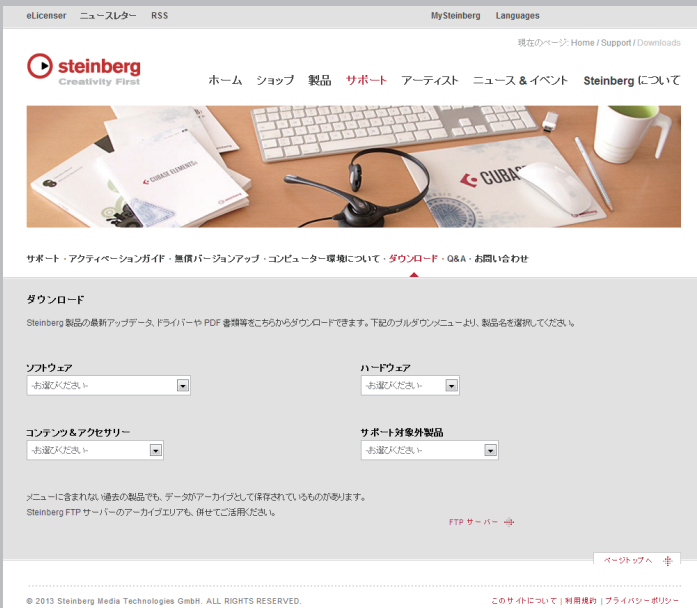 eLicenser ニュースレター RSS MySteinberg Languages
現在のページ: Home / Support / Downloads
steinberg
Creativity First
ホーム ショップ 製品 サポート アーティスト ニュース & イベント Steinberg について
CUBASE ELEMENTS
CUBAS
サポート · アクティベーションガイド · 無償バージョンアップ · コンピューター環境について · ダウンロード · Q&A · お問い合わせ
ダウンロード
Steinberg 製品の最新アップデータ、ドライバーや PDF 書類等をこちらからダウンロードできます。下記のプルダウンメニューより、製品名を選択してください。
ソフトウェア ハードウェア
-お選びください- -お選びください-
コンテンツ&アクセサリー サポート対象外製品
-お選びください- -お選びください-
メニューに含まれない過去の製品でも、データがアーカイブとして保存されているものがあります。
Steinberg FTP サーバーのアーカイブエリアも、併せてご活用ください。
FTP サーバー
ページトップへ
© 2013 Steinberg Media Technologies GmbH. ALL RIGHTS RESERVED. このサイトについて | 利用規約 | プライバシーポリシー